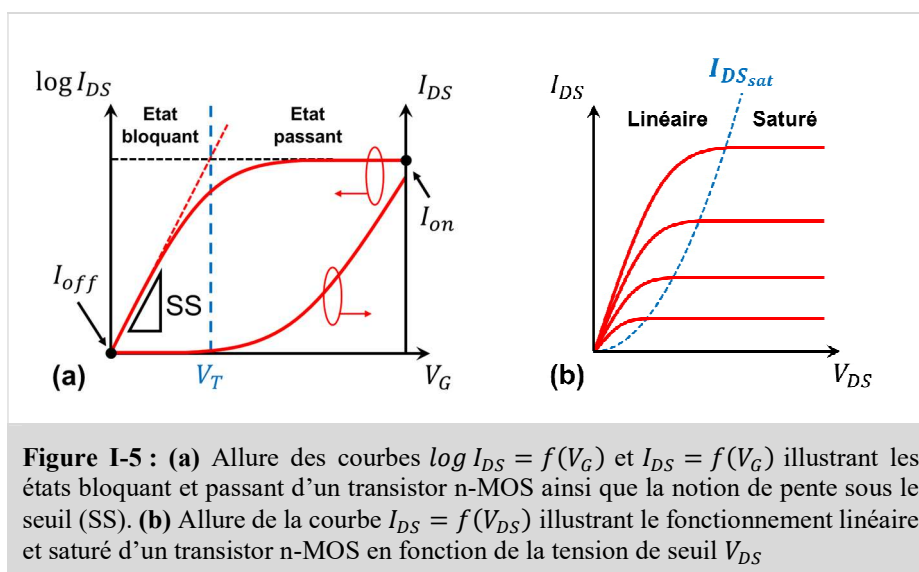 log I_DS
Etat
bloquant
Etat
passant
I_DS
I_on
I_off
SS
(a)
V_T
V_G
I_DS
I_DSsat
Linéaire
Saturé
(b)
V_DS
Figure I-5 : (a) Allure des courbes log I_DS = f(V_G) et I_DS = f(V_G) illustrant les
états bloquant et passant d’un transistor n-MOS ainsi que la notion de pente sous le
seuil (SS). (b) Allure de la courbe I_DS = f(V_DS) illustrant le fonctionnement linéaire
et saturé d’un transistor n-MOS en fonction de la tension de seuil V_DS